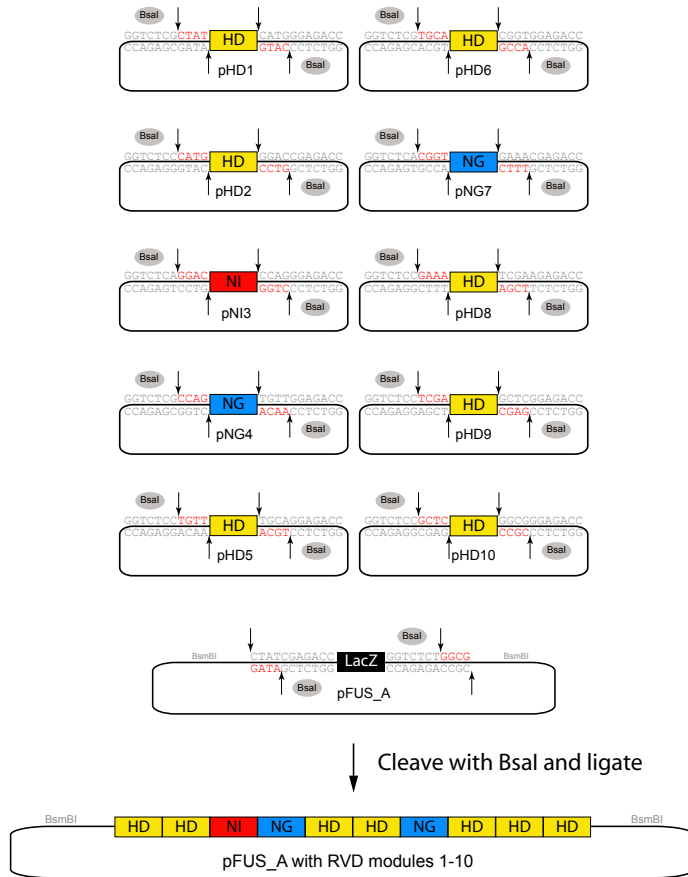 BsaI
GGTCTCGCTAT HD CATGGGAGACC
CCAGAGCGATA GTACCCTCTGG
pHD1 BsaI
BsaI
GGTCTCGTGCA HD CGGTGGAGACC
CCAGAGCACGT GCCACCTCTGG
pHD6 BsaI
BsaI
GGTCTCCCATG HD GGACCGAGACC
CCAGAGGGTAC CCTGGCTCTGG
pHD2 BsaI
BsaI
GGTCTCACGGT NG GAAACGAGACC
CCAGAGTGCCA CTTTGCTCTGG
pNG7 BsaI
BsaI
GGTCTCAGGAC NI CCAGGGAGACC
CCAGAGTCCTG GGTCCCTCTGG
pNI3 BsaI
BsaI
GGTCTCCGAAA HD TCGAAGAGACC
CCAGAGGCTTT AGCTTCTCTGG
pHD8 BsaI
BsaI
GGTCTCGCCAG NG TGTTGGAGACC
CCAGAGCGGTC ACAACCTCTGG
pNG4 BsaI
BsaI
GGTCTCCTCGA HD GCTCGGAGACC
CCAGAGGAGCT CGAGCCTCTGG
pHD9 BsaI
BsaI
GGTCTCCTGTT HD TGCAGGAGACC
CCAGAGGACAA ACGTCCTCTGG
pHD5 BsaI
BsaI
GGTCTCCGCTC HD GGCGGGAGACC
CCAGAGGCGAG CCGCCCTCTGG
pHD10 BsaI
BsaI
BsmBI CTATCGAGACC LacZ GGTCTCTGGCG BsmBI
GATAGCTCTGG CCAGAGACCGC
BsaI
pFUS_A
Cleave with BsaI and ligate
BsmBI HD HD NI NG HD HD NG HD HD HD BsmBI
pFUS_A with RVD modules 1-10